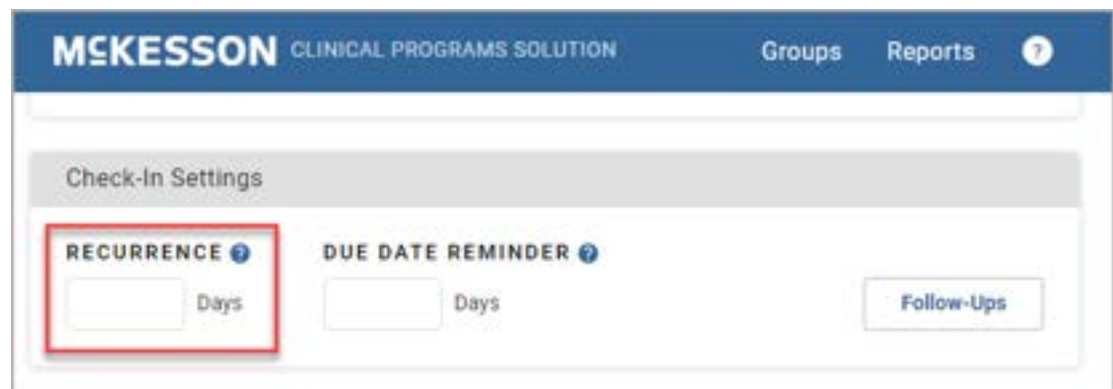 MCKESSON CLINICAL PROGRAMS SOLUTION Groups Reports ?
Check-In Settings
RECURRENCE ? DUE DATE REMINDER ?
Days Days Follow-Ups